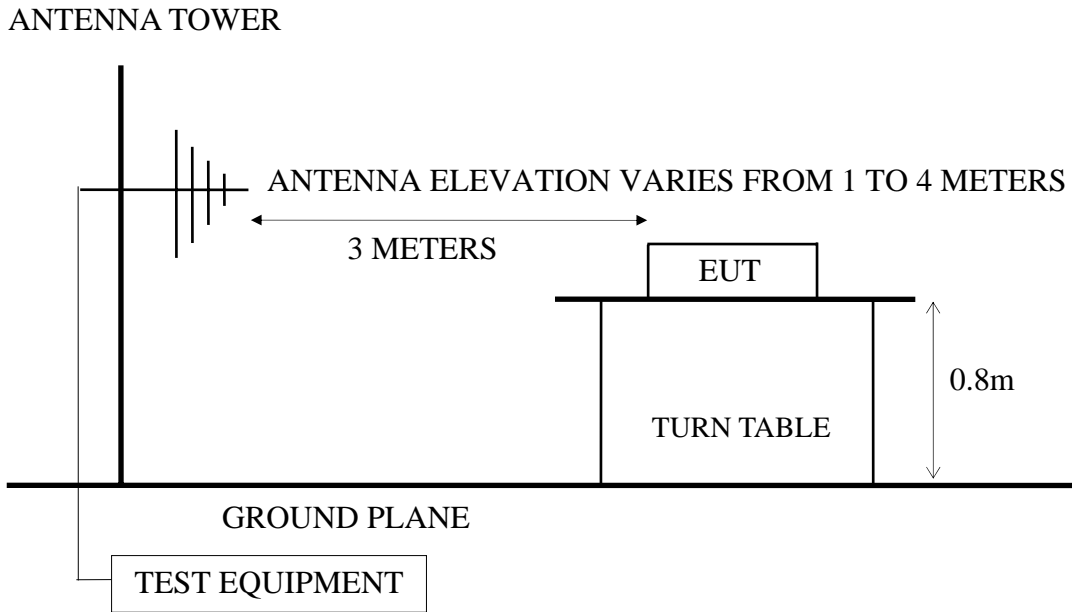 ANTENNA TOWER
ANTENNA ELEVATION VARIES FROM 1 TO 4 METERS
3 METERS
EUT
0.8m
TURN TABLE
GROUND PLANE
TEST EQUIPMENT